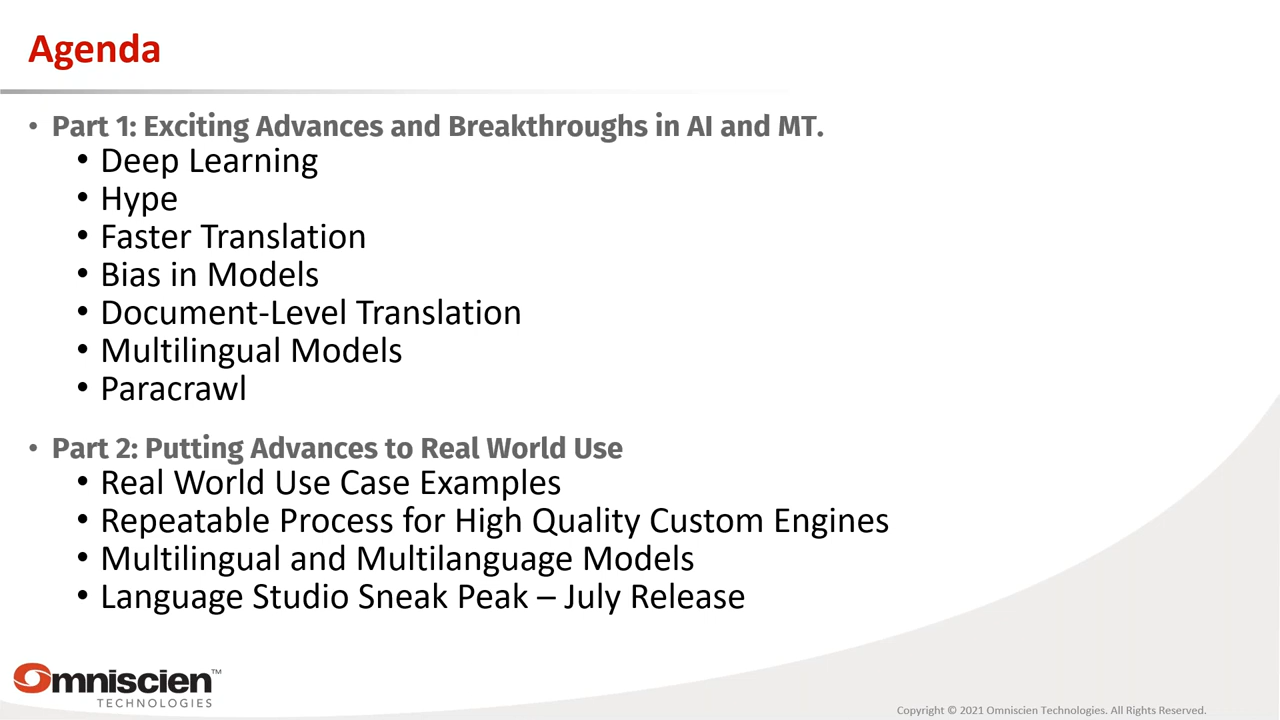 Agenda
• Part 1: Exciting Advances and Breakthroughs in AI and MT.
• Deep Learning
• Hype
• Faster Translation
• Bias in Models
• Document-Level Translation
• Multilingual Models
• Paracrawl
• Part 2: Putting Advances to Real World Use
• Real World Use Case Examples
• Repeatable Process for High Quality Custom Engines
• Multilingual and Multilanguage Models
• Language Studio Sneak Peak – July Release
Omniscien™
TECHNOLOGIES
Copyright © 2021 Omniscien Technologies. All Rights Reserved.